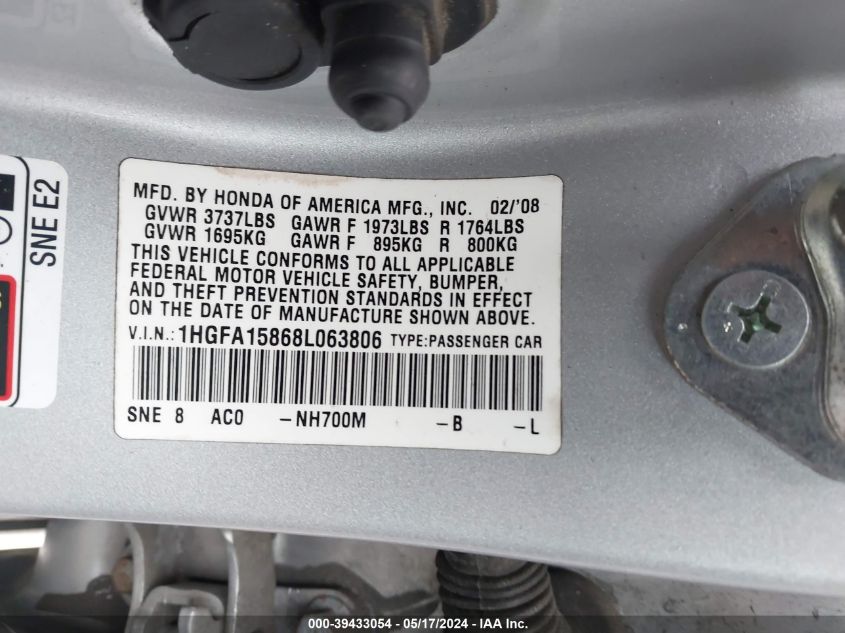 MFD. BY HONDA OF AMERICA MFG., INC. 02/'08
GVWR 3737LBS GAWR F 1973LBS R 1764LBS
GVWR 1695KG GAWR F 895KG R 800KG
THIS VEHICLE CONFORMS TO ALL APPLICABLE
FEDERAL MOTOR VEHICLE SAFETY, BUMPER,
AND THEFT PREVENTION STANDARDS IN EFFECT
ON THE DATE OF MANUFACTURE SHOWN ABOVE.
V.I.N.: 1HGFA15868L063806 TYPE:PASSENGER CAR
SNE 8 AC0 -NH700M -B -L
SNE E2
000-39433054 - 05/17/2024 - IAA Inc.